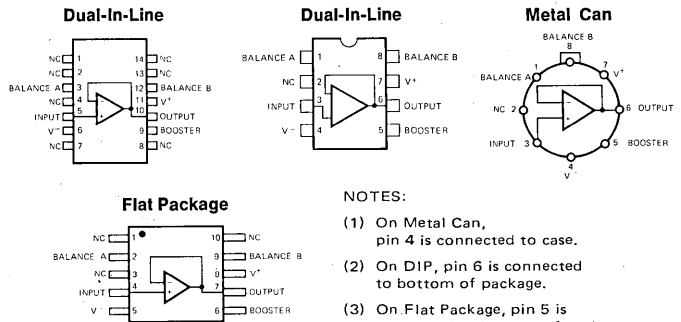 Dual-In-Line
NC 1 14 NC
NC 2 13 NC
BALANCE A 3 12 BALANCE B
NC 4 11 V+
INPUT 5 10 OUTPUT
V- 6 9 BOOSTER
NC 7 8 NC
Dual-In-Line
BALANCE A 1 8 BALANCE B
NC 2 7 V+
INPUT 3 6 OUTPUT
V- 4 5 BOOSTER
Metal Can
BALANCE B
8
BALANCE A 1 7 V+
NC 2 6 OUTPUT
INPUT 3 5 BOOSTER
4
V-
Flat Package
NC 1 10 NC
BALANCE A 2 9 BALANCE B
NC 3 8 V+
INPUT 4 7 OUTPUT
V- 5 6 BOOSTER
NOTES:
(1) On Metal Can,
pin 4 is connected to case.
(2) On DIP, pin 6 is connected
to bottom of package.
(3) On Flat Package, pin 5 is